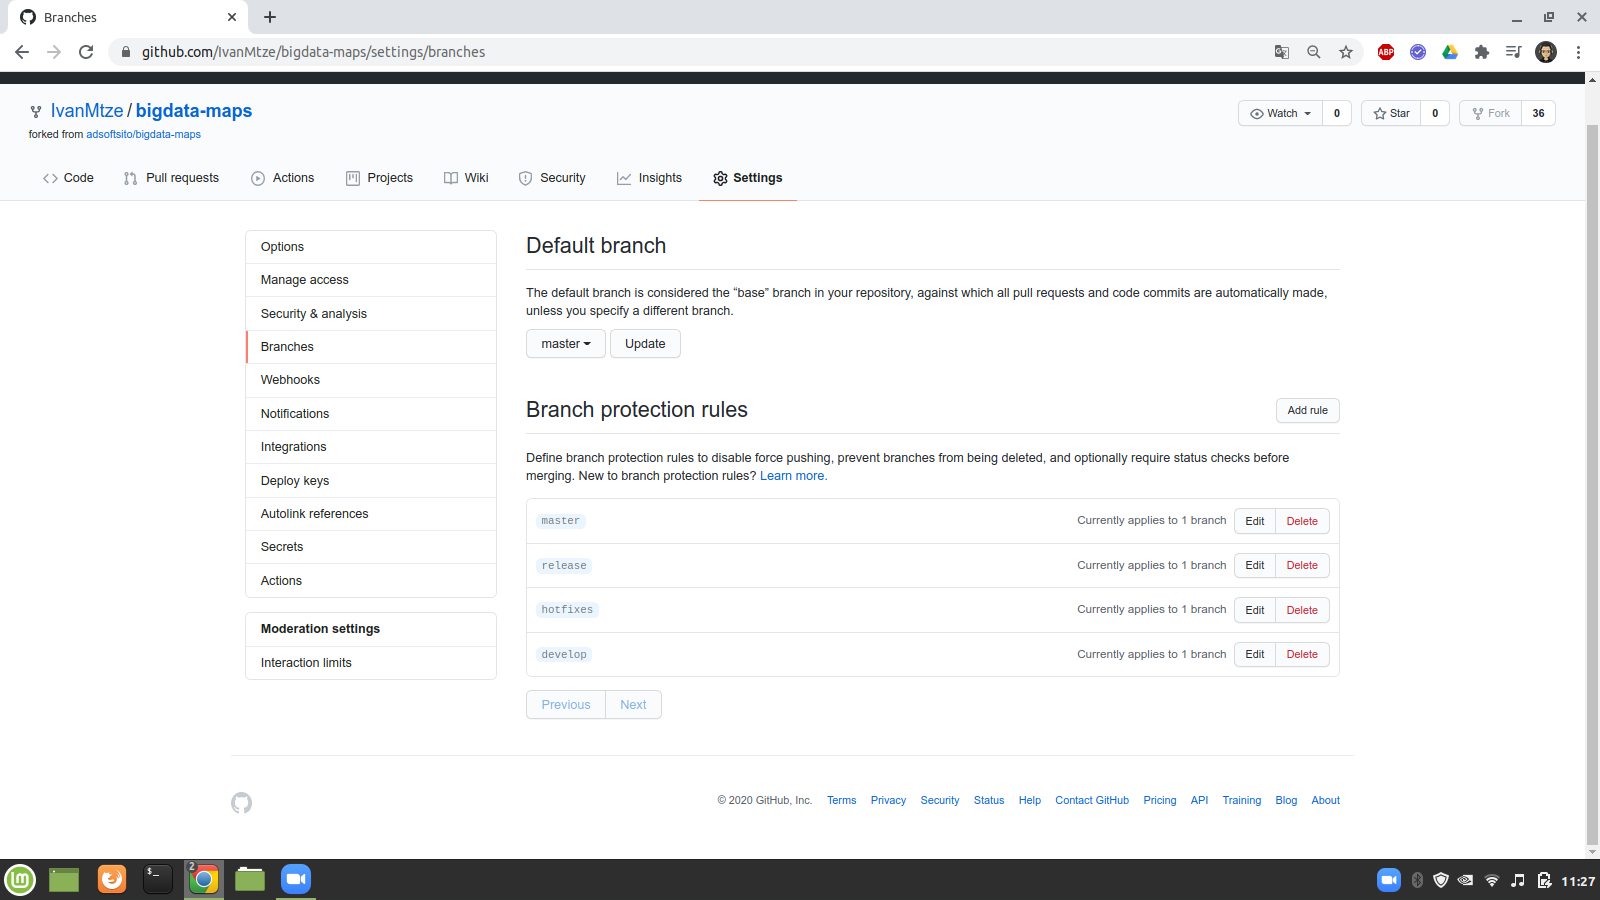 Branches
github.com/IvanMtze/bigdata-maps/settings/branches
ABP
IvanMtze / bigdata-maps
forked from adsoftsito/bigdata-maps
Watch 0
Star 0
Fork 36
Code
Pull requests
Actions
Projects
Wiki
Security
Insights
Settings
Options
Manage access
Security & analysis
Branches
Webhooks
Notifications
Integrations
Deploy keys
Autolink references
Secrets
Actions
Moderation settings
Interaction limits
Default branch
The default branch is considered the “base” branch in your repository, against which all pull requests and code commits are automatically made,
unless you specify a different branch.
master
Update
Branch protection rules
Add rule
Define branch protection rules to disable force pushing, prevent branches from being deleted, and optionally require status checks before
merging. New to branch protection rules? Learn more.
master Currently applies to 1 branch Edit Delete
release Currently applies to 1 branch Edit Delete
hotfixes Currently applies to 1 branch Edit Delete
develop Currently applies to 1 branch Edit Delete
Previous Next
© 2020 GitHub, Inc. Terms Privacy Security Status Help Contact GitHub Pricing API Training Blog About
$_
2
11:27